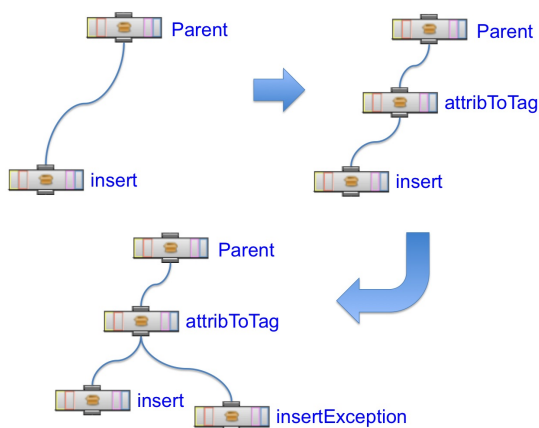 Parent
insert
Parent
attribToTag
insert
Parent
attribToTag
insert
insertException